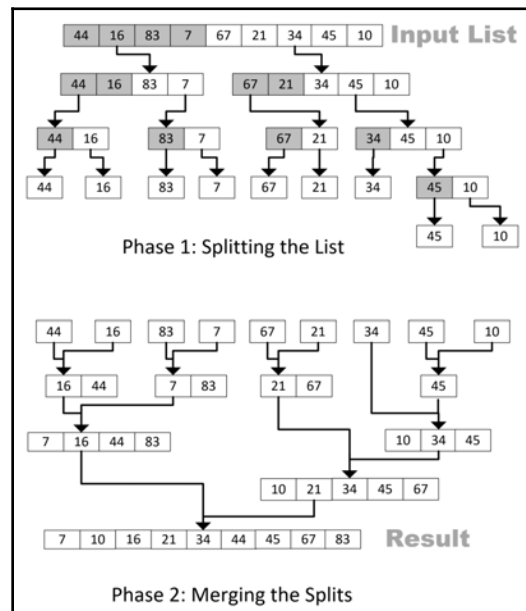 44 16 83 7 67 21 34 45 10 Input List
44 16 83 7 67 21 34 45 10
44 16 83 7 67 21 34 45 10
44 16 83 7 67 21 34 45 10
45 10
Phase 1: Splitting the List
44 16 83 7 67 21 34 45 10
16 44 7 83 21 67 45
7 16 44 83 10 34 45
10 21 34 45 67
7 10 16 21 34 44 45 67 83 Result
Phase 2: Merging the Splits